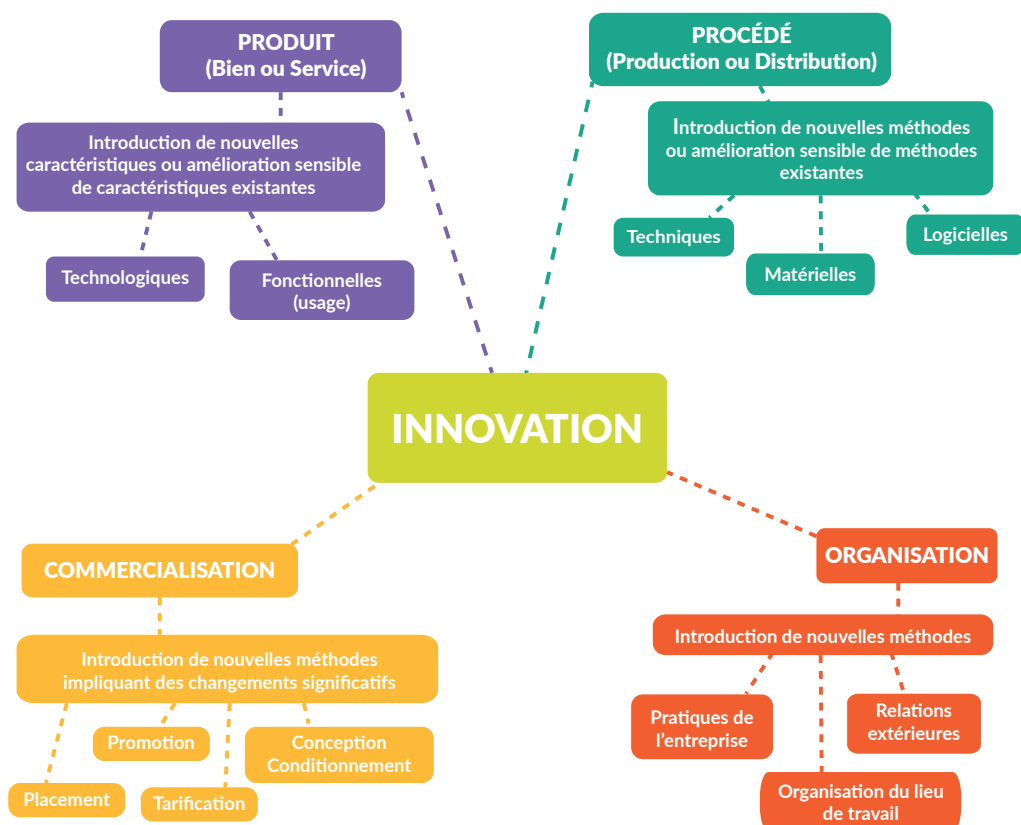 PRODUIT
(Bien ou Service)
Introduction de nouvelles
caractéristiques ou amélioration sensible
de caractéristiques existantes
Technologiques
Fonctionnelles
(usage)
PROCÉDÉ
(Production ou Distribution)
Introduction de nouvelles méthodes
ou amélioration sensible de méthodes
existantes
Techniques
Matérielles
Logicielles
INNOVATION
COMMERCIALISATION
Introduction de nouvelles méthodes
impliquant des changements significatifs
Placement
Promotion
Tarification
Conception
Conditionnement
ORGANISATION
Introduction de nouvelles méthodes
Pratiques de
l’entreprise
Organisation du lieu
de travail
Relations
extérieures